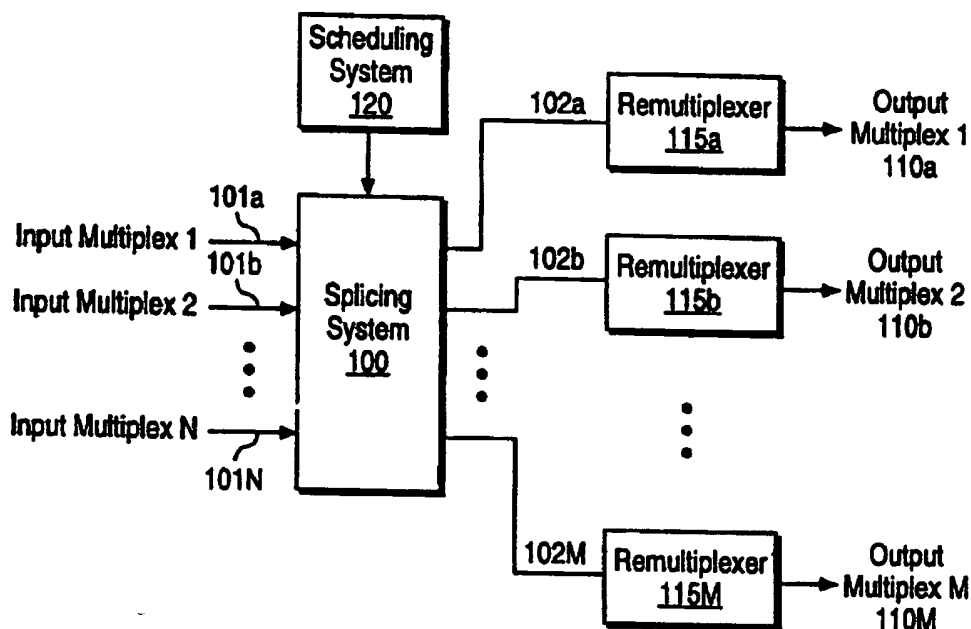 Scheduling
System
120
102a
Remultiplexer
115a
Output
Multiplex 1
110a
101a
Input Multiplex 1
101b
Input Multiplex 2
Splicing
System
100
102b
Remultiplexer
115b
Output
Multiplex 2
110b
Input Multiplex N
101N
102M
Remultiplexer
115M
Output
Multiplex M
110M